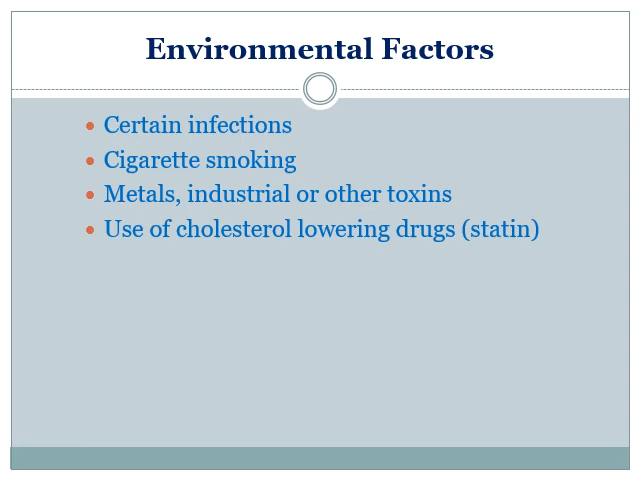 Environmental Factors
Certain infections
Cigarette smoking
Metals, industrial or other toxins
Use of cholesterol lowering drugs (statin)